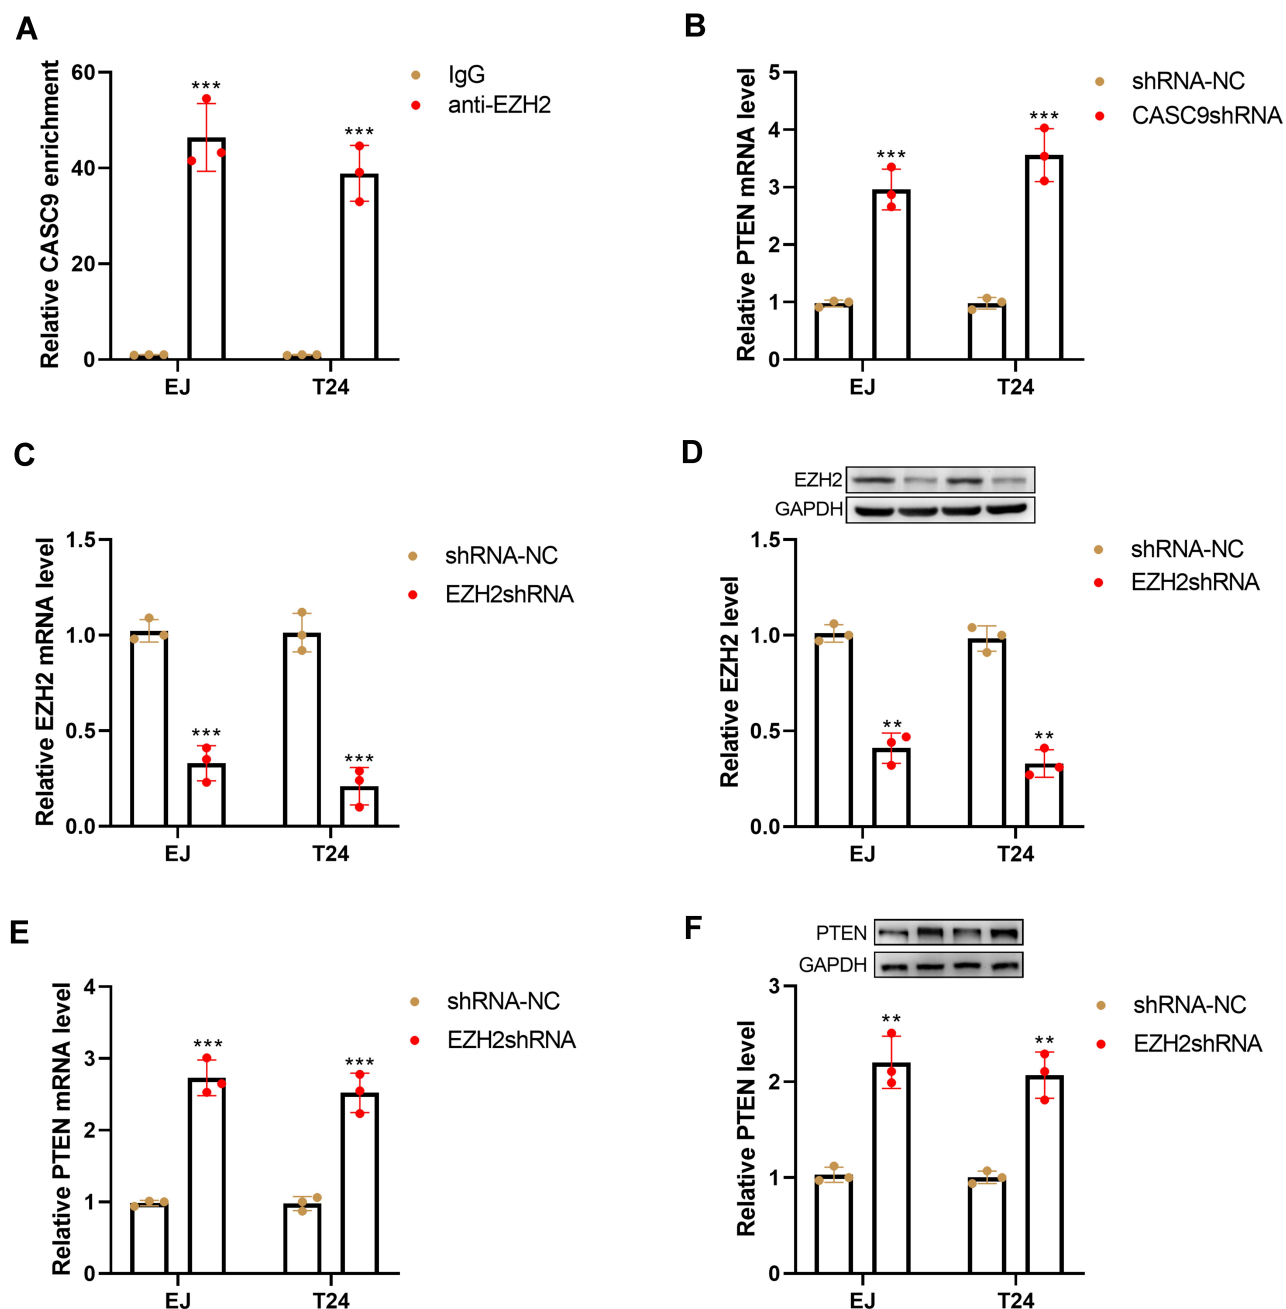 A
Relative CASC9 enrichment
60
40
20
0
***
***
EJ
T24
IgG
anti-EZH2
B
Relative PTEN mRNA level
5
4
3
2
1
0
***
***
EJ
T24
shRNA-NC
CASC9shRNA
C
Relative EZH2 mRNA level
1.5
1.0
0.5
0.0
***
***
EJ
T24
shRNA-NC
EZH2shRNA
D
EZH2
GAPDH
Relative EZH2 level
1.5
1.0
0.5
0.0
**
**
EJ
T24
shRNA-NC
EZH2shRNA
E
Relative PTEN mRNA level
4
3
2
1
0
***
***
EJ
T24
shRNA-NC
EZH2shRNA
F
PTEN
GAPDH
Relative PTEN level
3
2
1
0
**
**
EJ
T24
shRNA-NC
EZH2shRNA